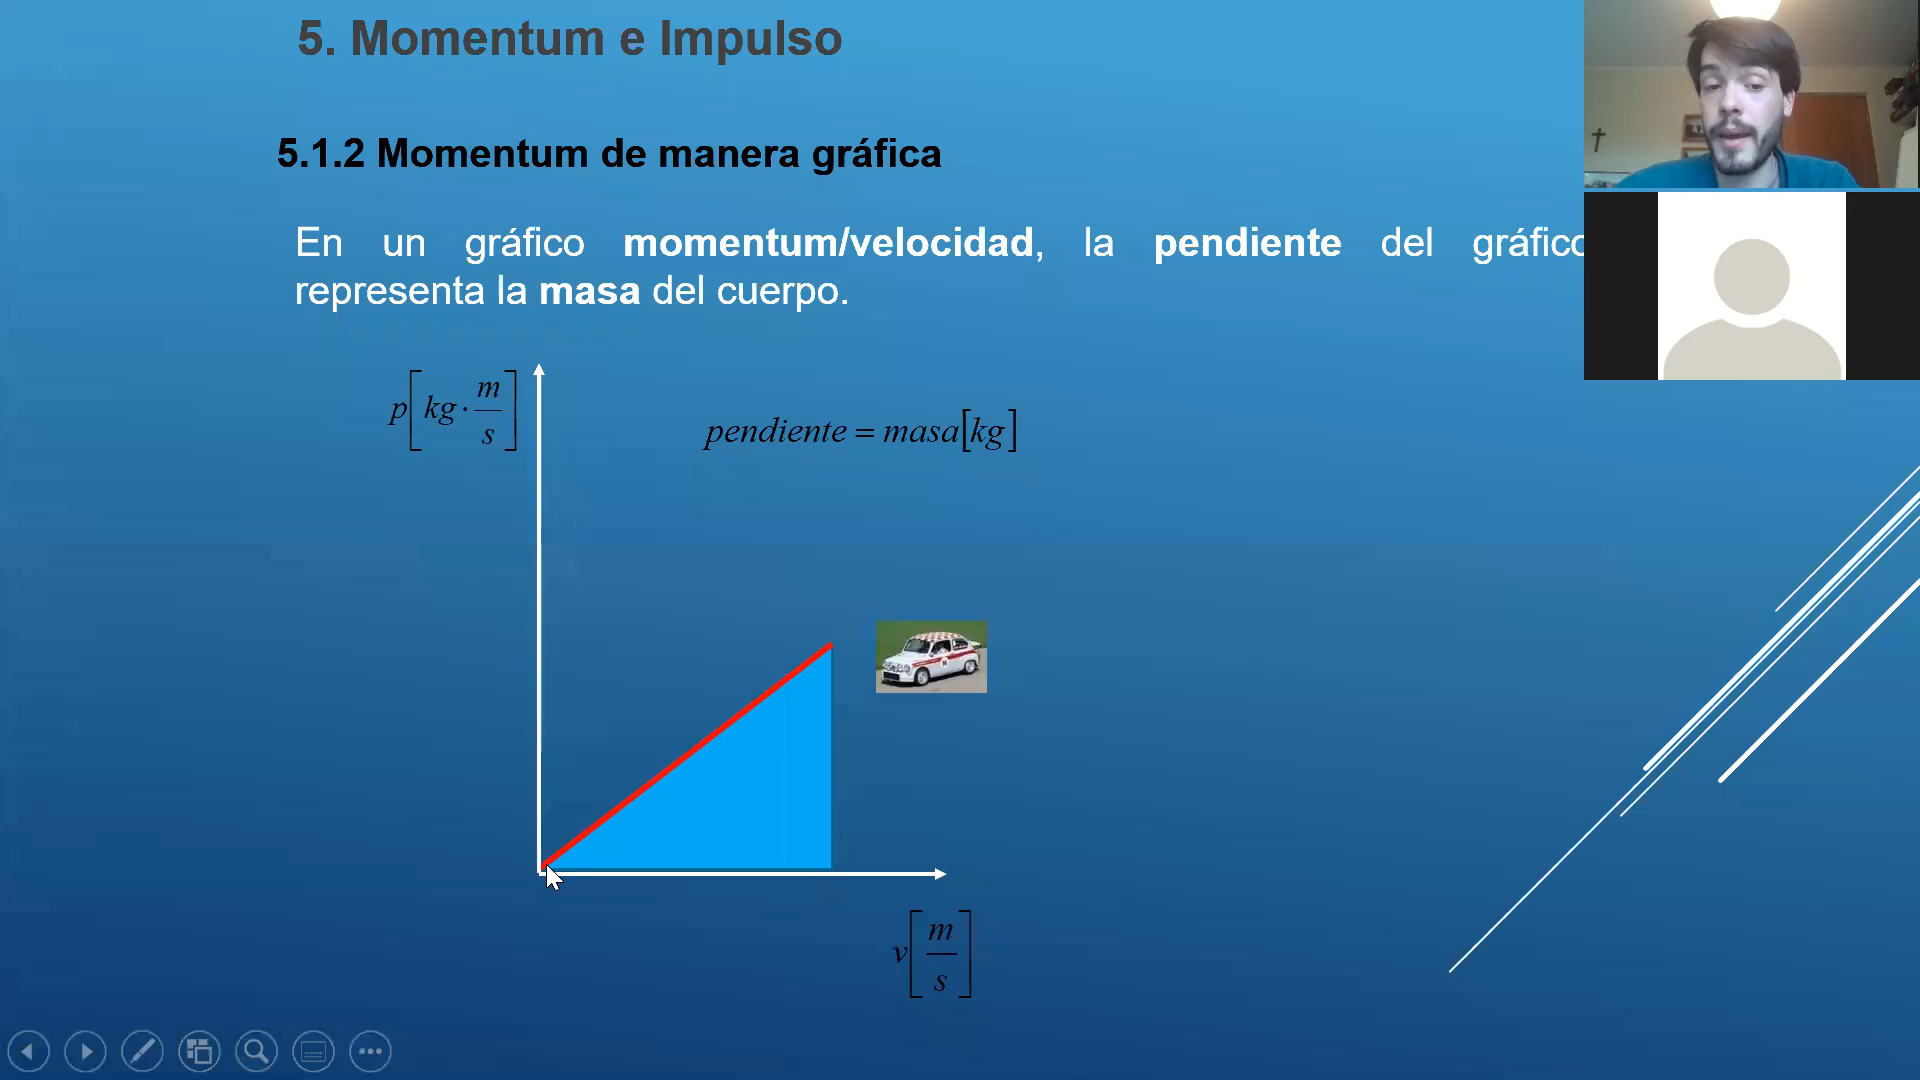 5. Momentum e Impulso
5.1.2 Momentum de manera gráfica
En un gráfico momentum/velocidad, la pendiente del gráfico
representa la masa del cuerpo.
p[kg·m/s]
pendiente = masa[kg]
v[m/s]